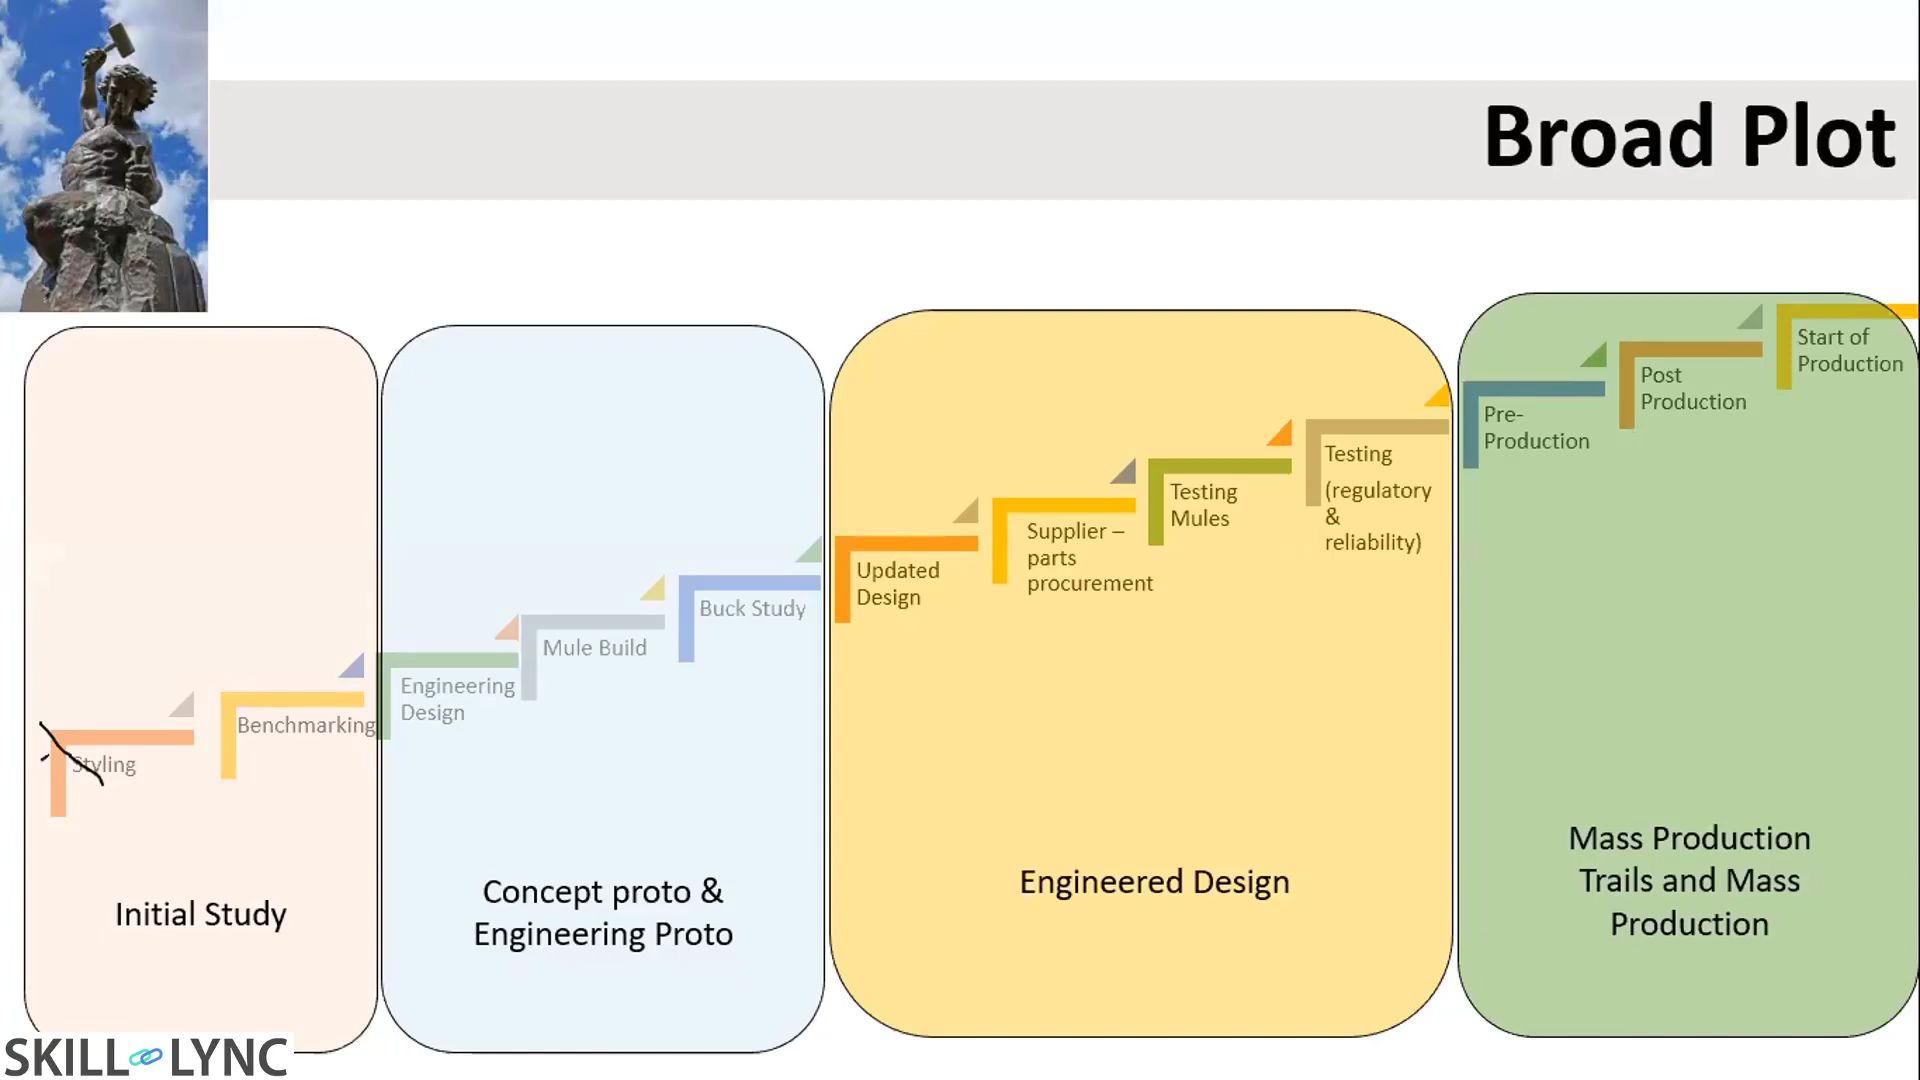 Broad Plot
Styling
Benchmarking
Initial Study
Engineering
Design
Mule Build
Buck Study
Concept proto &
Engineering Proto
Updated
Design
Supplier –
parts
procurement
Testing
Mules
Testing
(regulatory
&
reliability)
Engineered Design
Pre-
Production
Post
Production
Start of
Production
Mass Production
Trails and Mass
Production
SKILL LYNC